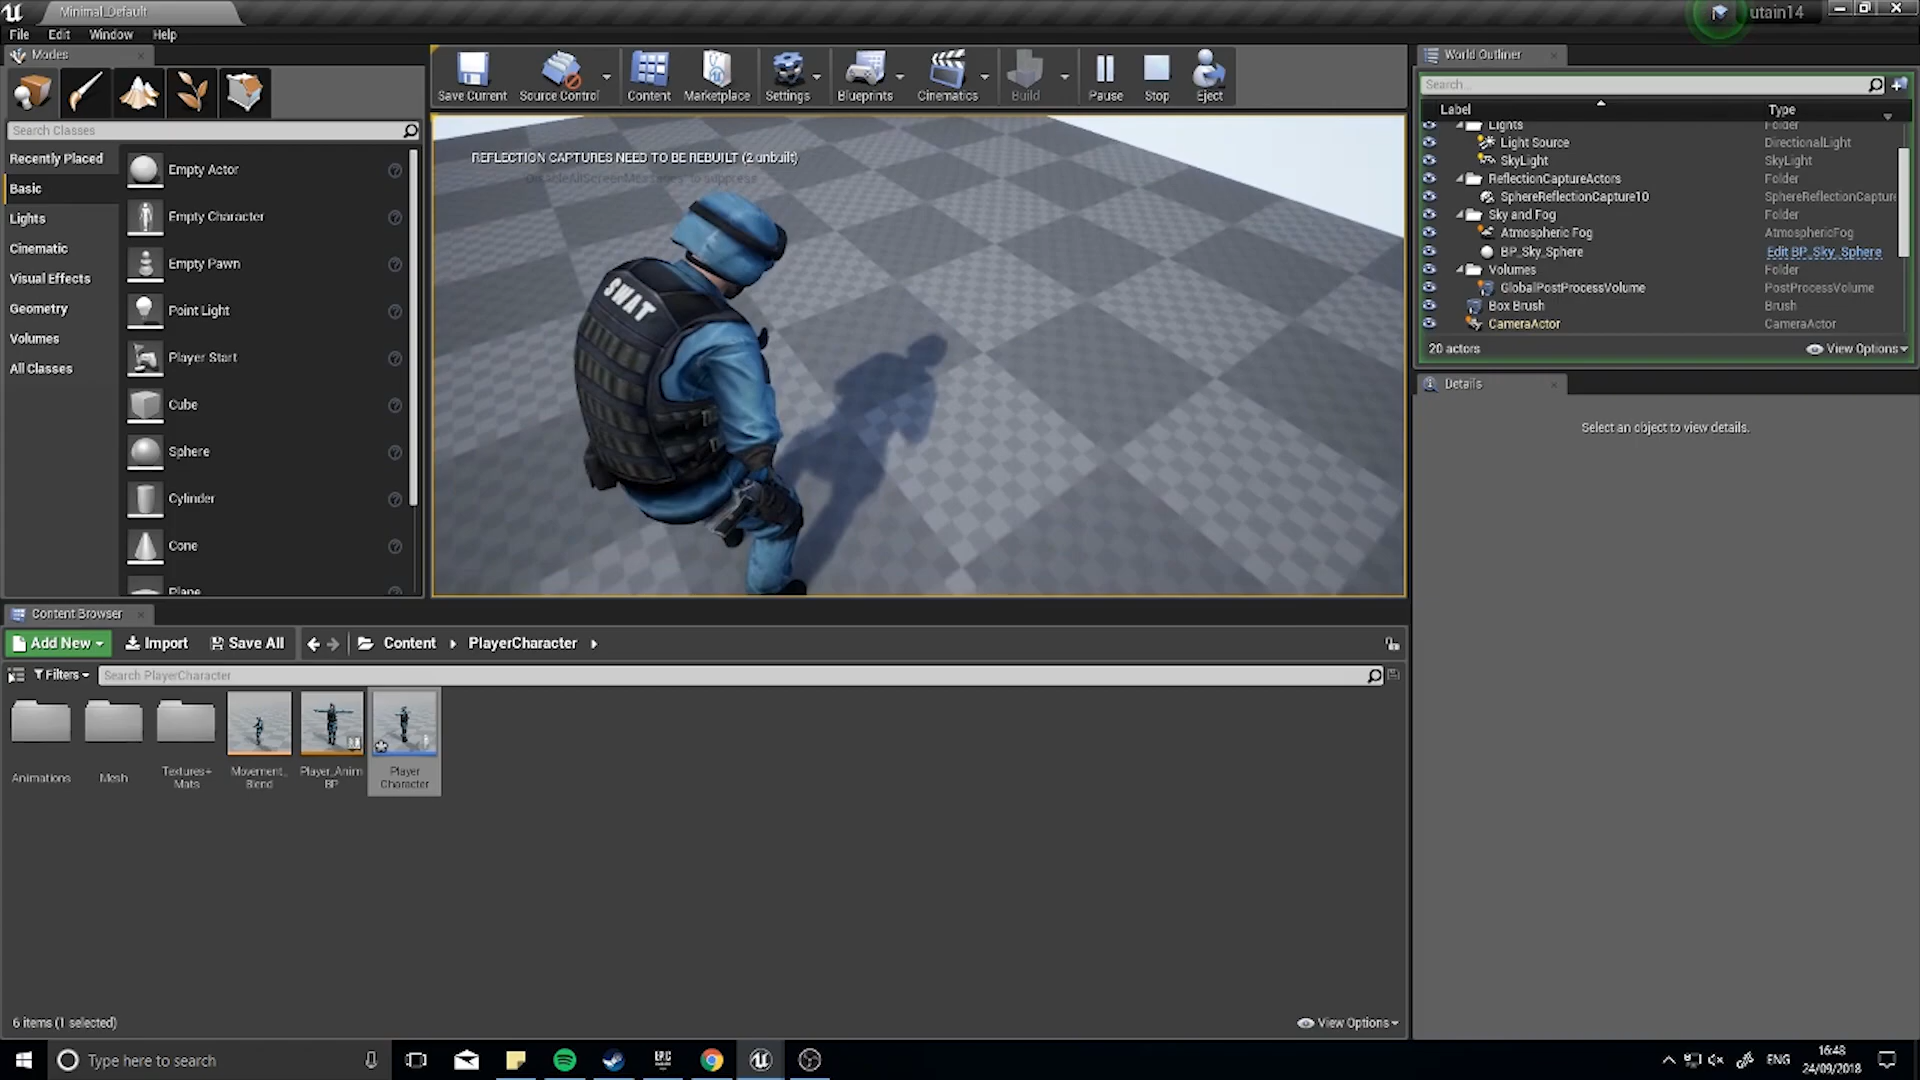 Minimal_Default
utain14
File Edit Window Help
Modes
Search Classes
Recently Placed
Basic
Lights
Cinematic
Visual Effects
Geometry
Volumes
All Classes
Empty Actor
Empty Character
Empty Pawn
Point Light
Player Start
Cube
Sphere
Cylinder
Cone
Plane
Save Current Source Control Content Marketplace Settings Blueprints Cinematics Build Pause Stop Eject
REFLECTION CAPTURES NEED TO BE REBUILT (2 unbuilt)
SWAT
World Outliner
Search...
Label Type
Lights Folder
Light Source DirectionalLight
SkyLight SkyLight
ReflectionCaptureActors Folder
SphereReflectionCapture10 SphereReflectionCapture
Sky and Fog Folder
Atmospheric Fog AtmosphericFog
BP_Sky_Sphere Edit BP_Sky_Sphere
Volumes Folder
GlobalPostProcessVolume PostProcessVolume
Box Brush Brush
CameraActor CameraActor
20 actors View Options
Details
Select an object to view details.
Content Browser
Add New Import Save All Content PlayerCharacter
Filters Search PlayerCharacter
Animations
Mesh
Textures+
Mats
Movement_
Blend
Player_Anim
BP
Player
Character
6 items (1 selected) View Options
Type here to search
EPIC
ENG
16:48
24/09/2018